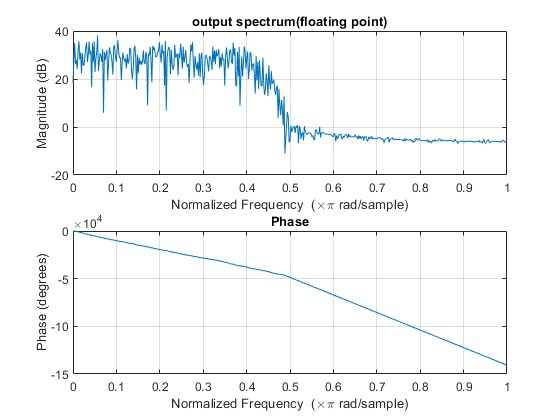 output spectrum(floating point)
40
20
0
-20
Magnitude (dB)
0 0.1 0.2 0.3 0.4 0.5 0.6 0.7 0.8 0.9 1
Normalized Frequency (×π rad/sample)
Phase
×10⁴
0
-5
-10
-15
Phase (degrees)
0 0.1 0.2 0.3 0.4 0.5 0.6 0.7 0.8 0.9 1
Normalized Frequency (×π rad/sample)